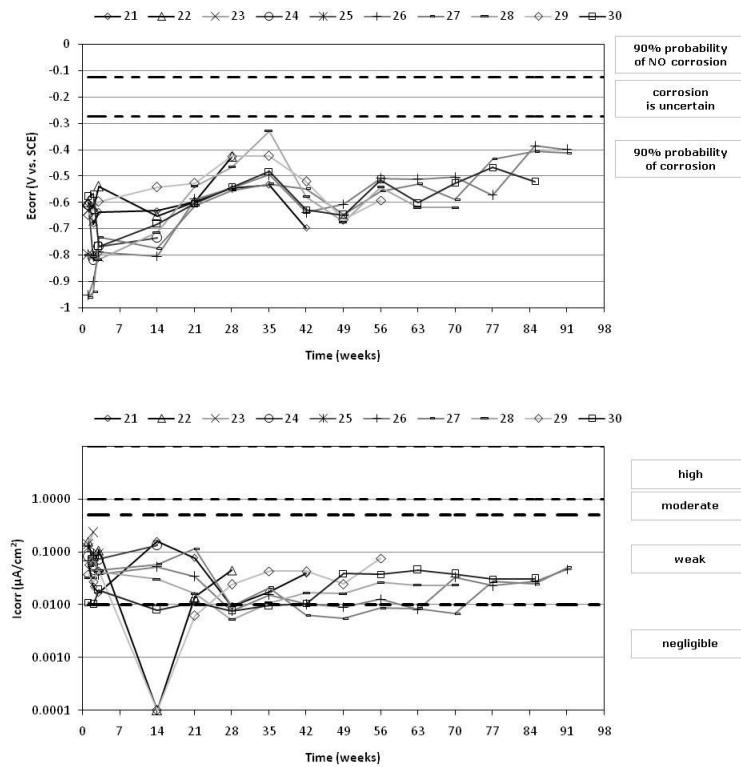 21 22 23 24 25 26 27 28 29 30
0
-0.1
-0.2
-0.3
-0.4
-0.5
-0.6
-0.7
-0.8
-0.9
-1
Ecorr (V vs. SCE)
0 7 14 21 28 35 42 49 56 63 70 77 84 91 98
Time (weeks)
90% probability
of NO corrosion
corrosion
is uncertain
90% probability
of corrosion
21 22 23 24 25 26 27 28 29 30
1.0000
0.1000
0.0100
0.0010
0.0001
Icorr (µA/cm²)
0 7 14 21 28 35 42 49 56 63 70 77 84 91 98
Time (weeks)
high
moderate
weak
negligible